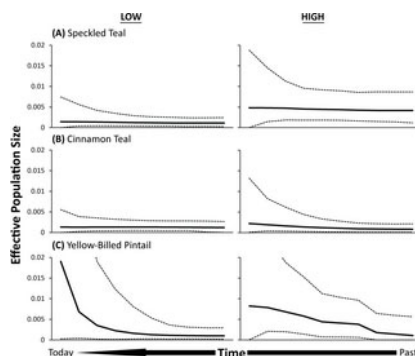 LOW HIGH
(A) Speckled Teal
0.02
0.015
0.01
0.005
0
(B) Cinnamon Teal
0.02
0.015
0.01
0.005
0
(C) Yellow-Billed Pintail
0.02
0.015
0.01
0.005
0
Effective Population Size
Today Time Past